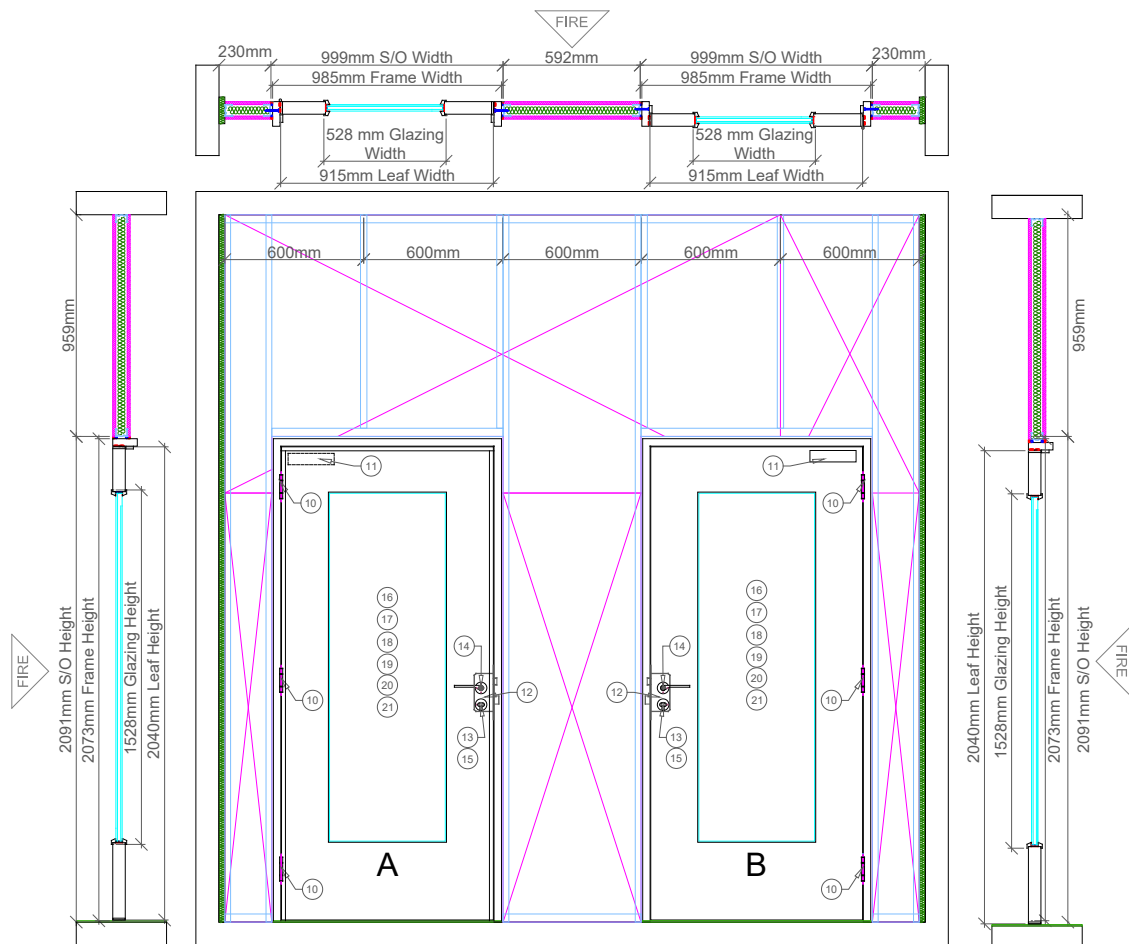 FIRE
230mm
999mm S/O Width
592mm
999mm S/O Width
230mm
985mm Frame Width
985mm Frame Width
528 mm Glazing
Width
528 mm Glazing
Width
915mm Leaf Width
915mm Leaf Width
600mm
600mm
600mm
600mm
600mm
959mm
959mm
11
11
10
10
16
17
18
19
20
21
16
17
18
19
20
21
14
14
12
12
10
10
13
15
13
15
A
B
10
10
FIRE
2091mm S/O Height
2073mm Frame Height
1528mm Glazing Height
2040mm Leaf Height
2040mm Leaf Height
1528mm Glazing Height
2073mm Frame Height
2091mm S/O Height
FIRE